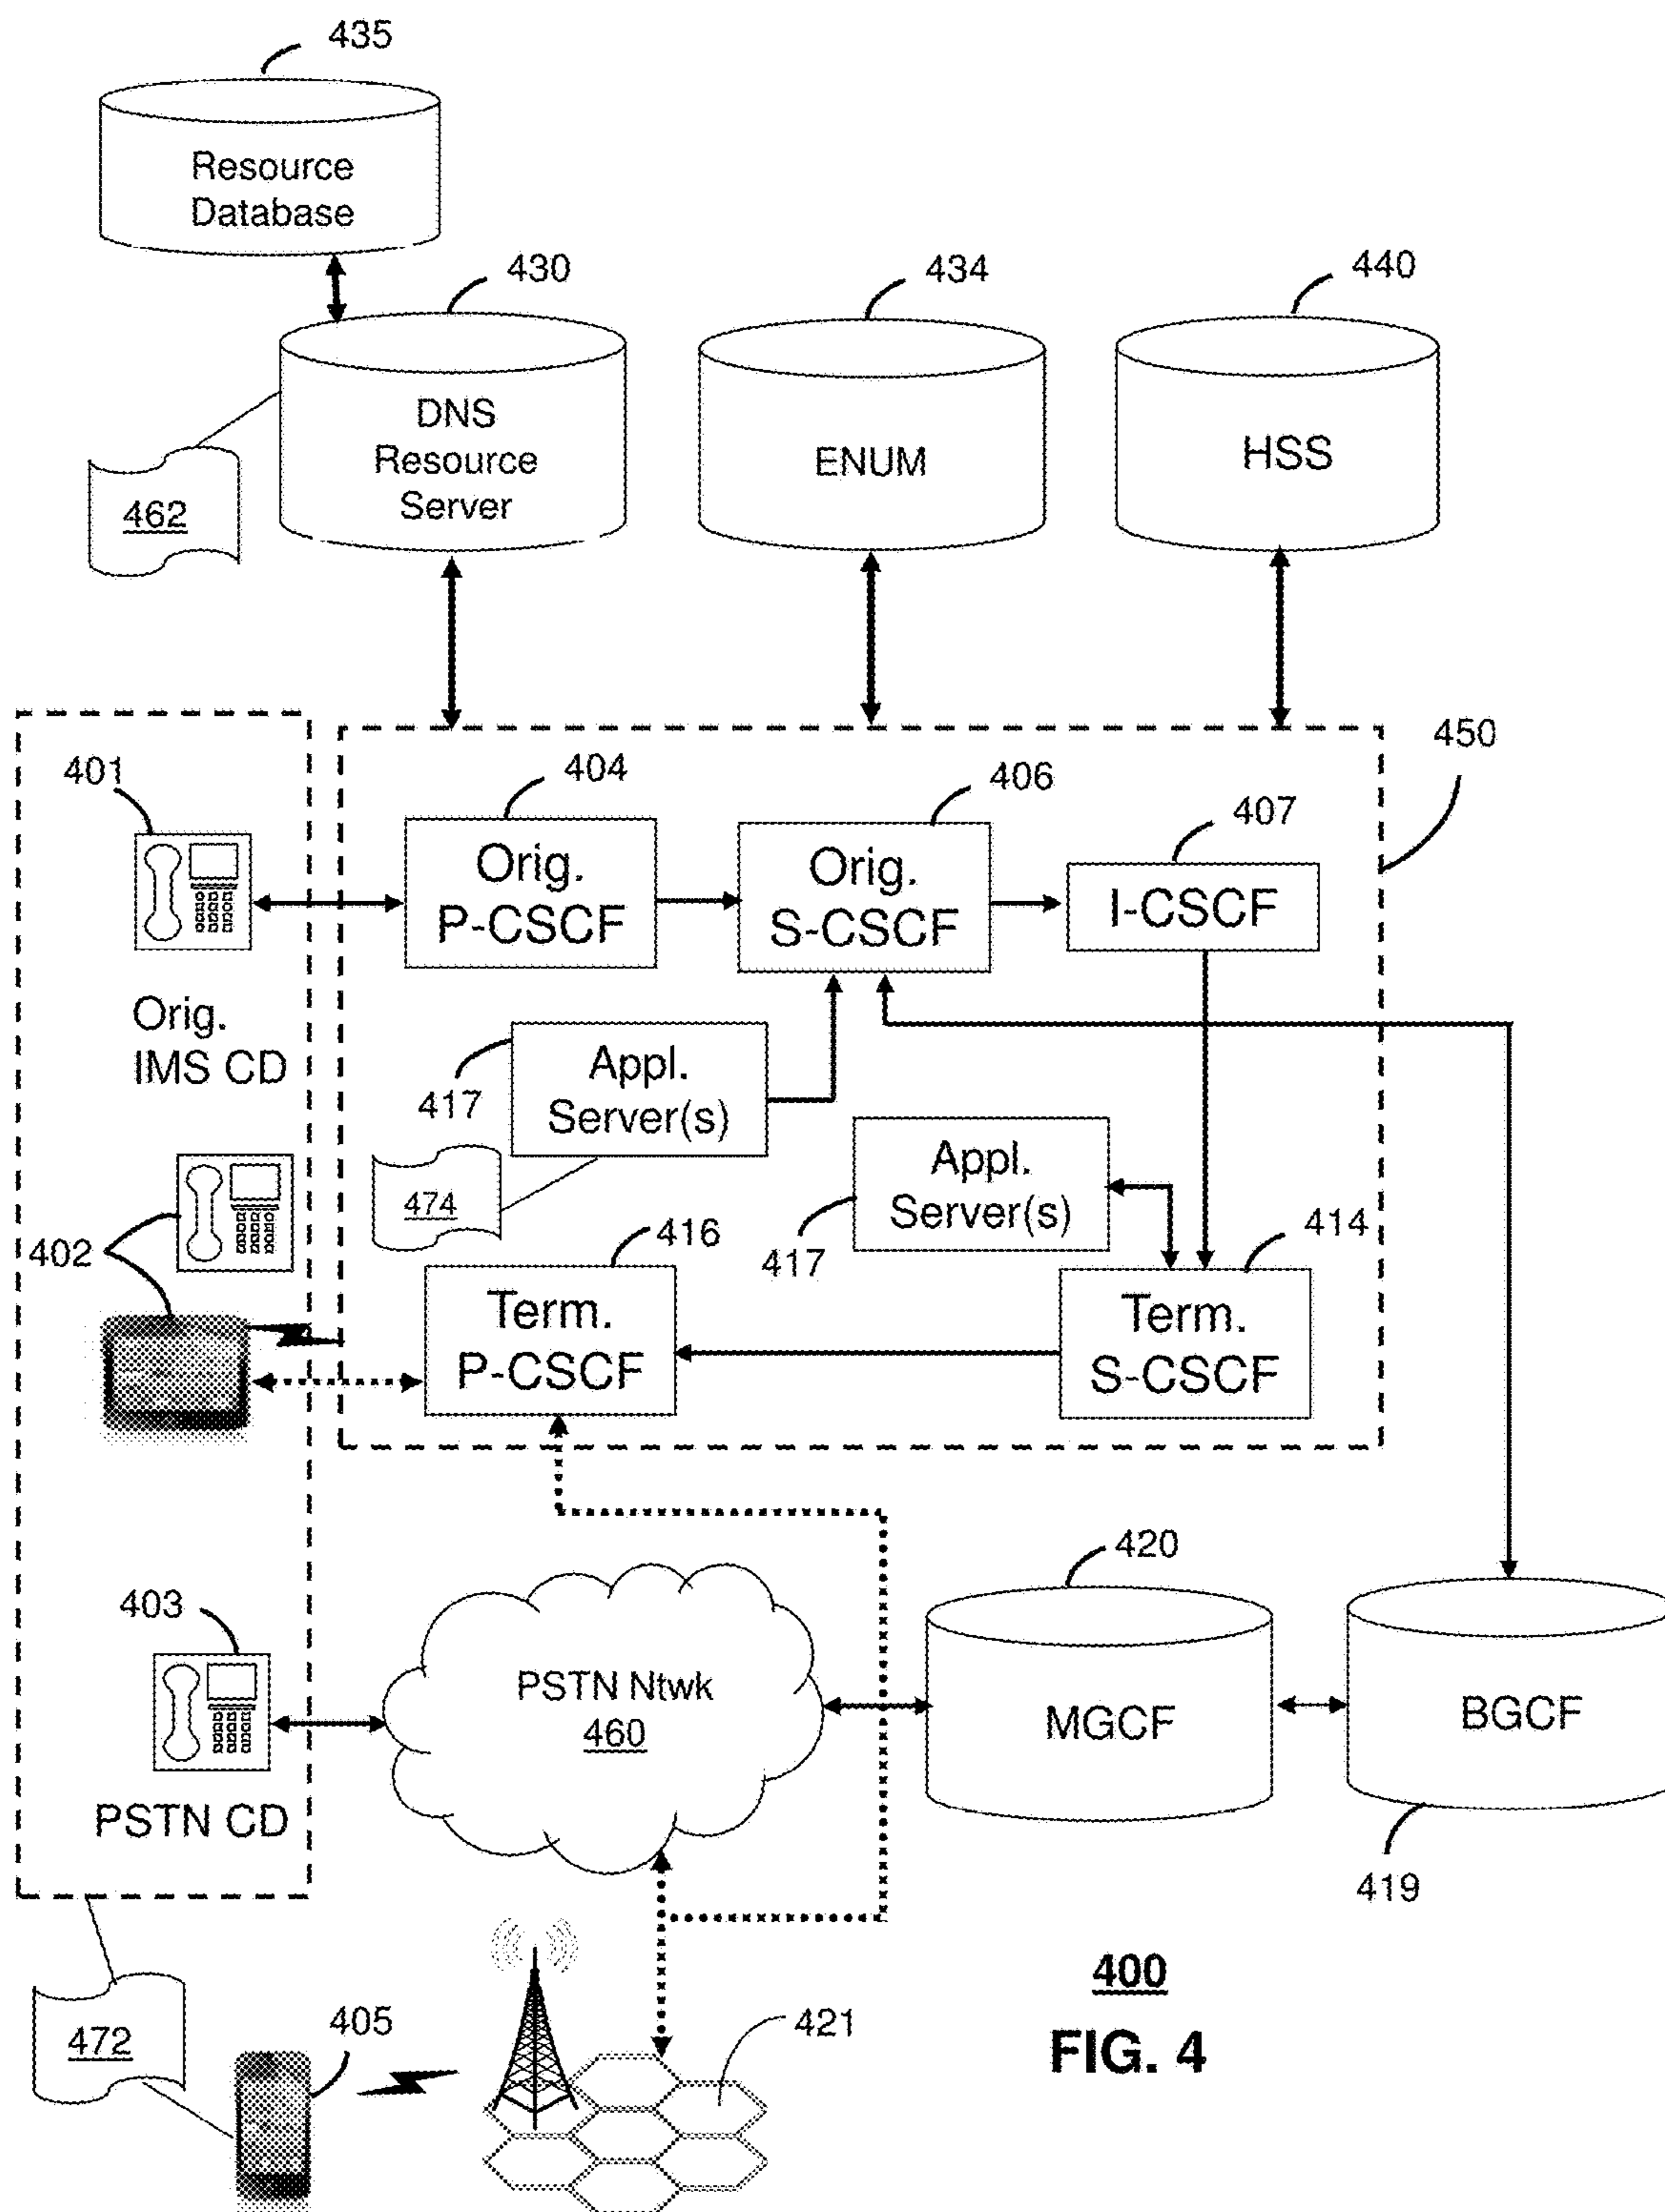 435
Resource
Database
430
434
440
DNS
Resource
Server
ENUM
HSS
462
450
401
404
406
407
Orig.
P-CSCF
Orig.
S-CSCF
I-CSCF
Orig.
IMS CD
417
Appl.
Server(s)
474
Appl.
Server(s)
417
402
416
414
Term.
P-CSCF
Term.
S-CSCF
420
403
PSTN Ntwk
460
MGCF
BGCF
PSTN CD
419
400
472
405
421
FIG. 4